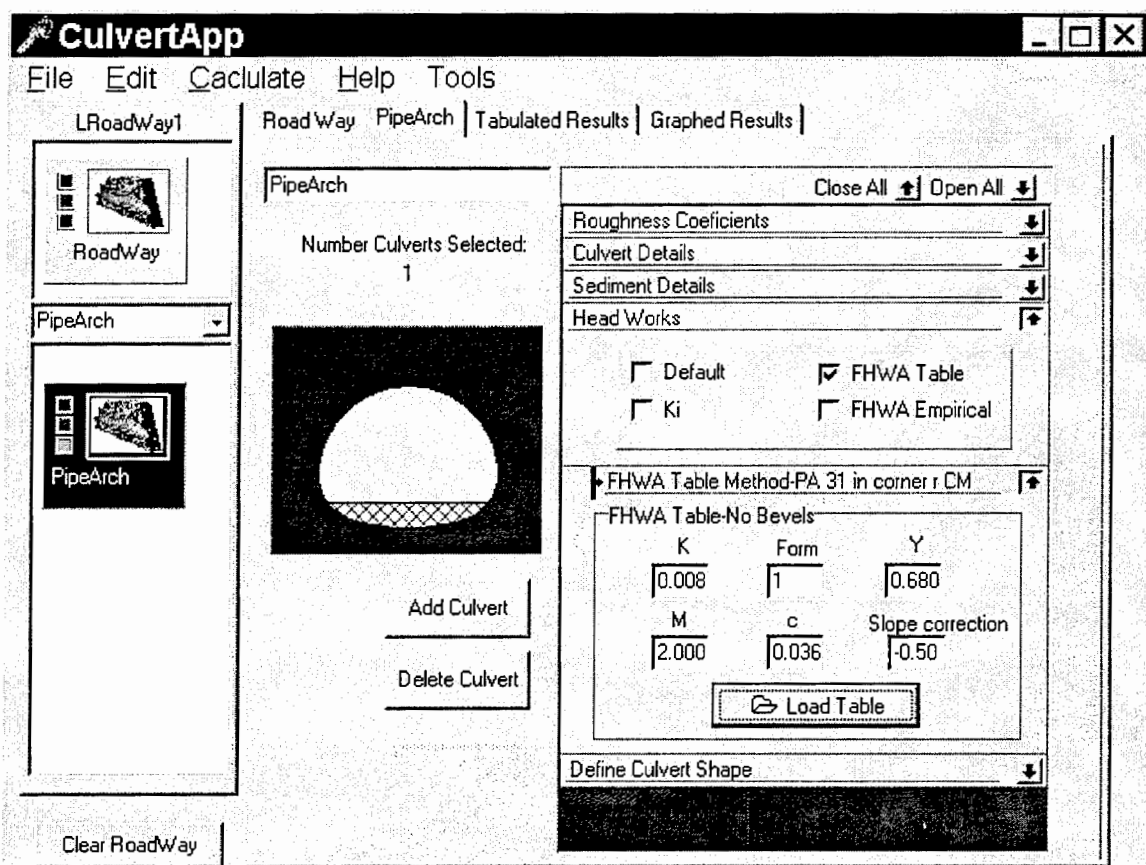 CulvertApp
File Edit Caclulate Help Tools
LRoadWay1
RoadWay
PipeArch
PipeArch
Clear RoadWay
Road Way PipeArch Tabulated Results Graphed Results
PipeArch
Number Culverts Selected:
1
Add Culvert
Delete Culvert
Close All Open All
Roughness Coeficients
Culvert Details
Sediment Details
Head Works
Default FHWA Table
Ki FHWA Empirical
FHWA Table Method-PA 31 in corner r CM
FHWA Table-No Bevels
K Form Y
0.008 1 0.680
M c Slope correction
2.000 0.036 -0.50
Load Table
Define Culvert Shape